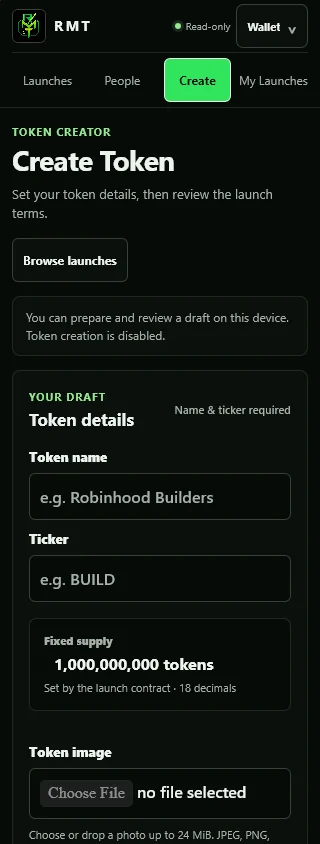 RMT
Read-only
Wallet
Launches
People
Create
My Launches
TOKEN CREATOR
Create Token
Set your token details, then review the launch
terms.
Browse launches
You can prepare and review a draft on this device.
Token creation is disabled.
YOUR DRAFT
Token details
Name & ticker required
Token name
e.g. Robinhood Builders
Ticker
e.g. BUILD
Fixed supply
1,000,000,000 tokens
Set by the launch contract · 18 decimals
Token image
Choose File no file selected
Choose or drop a photo up to 24 MiB. JPEG, PNG,